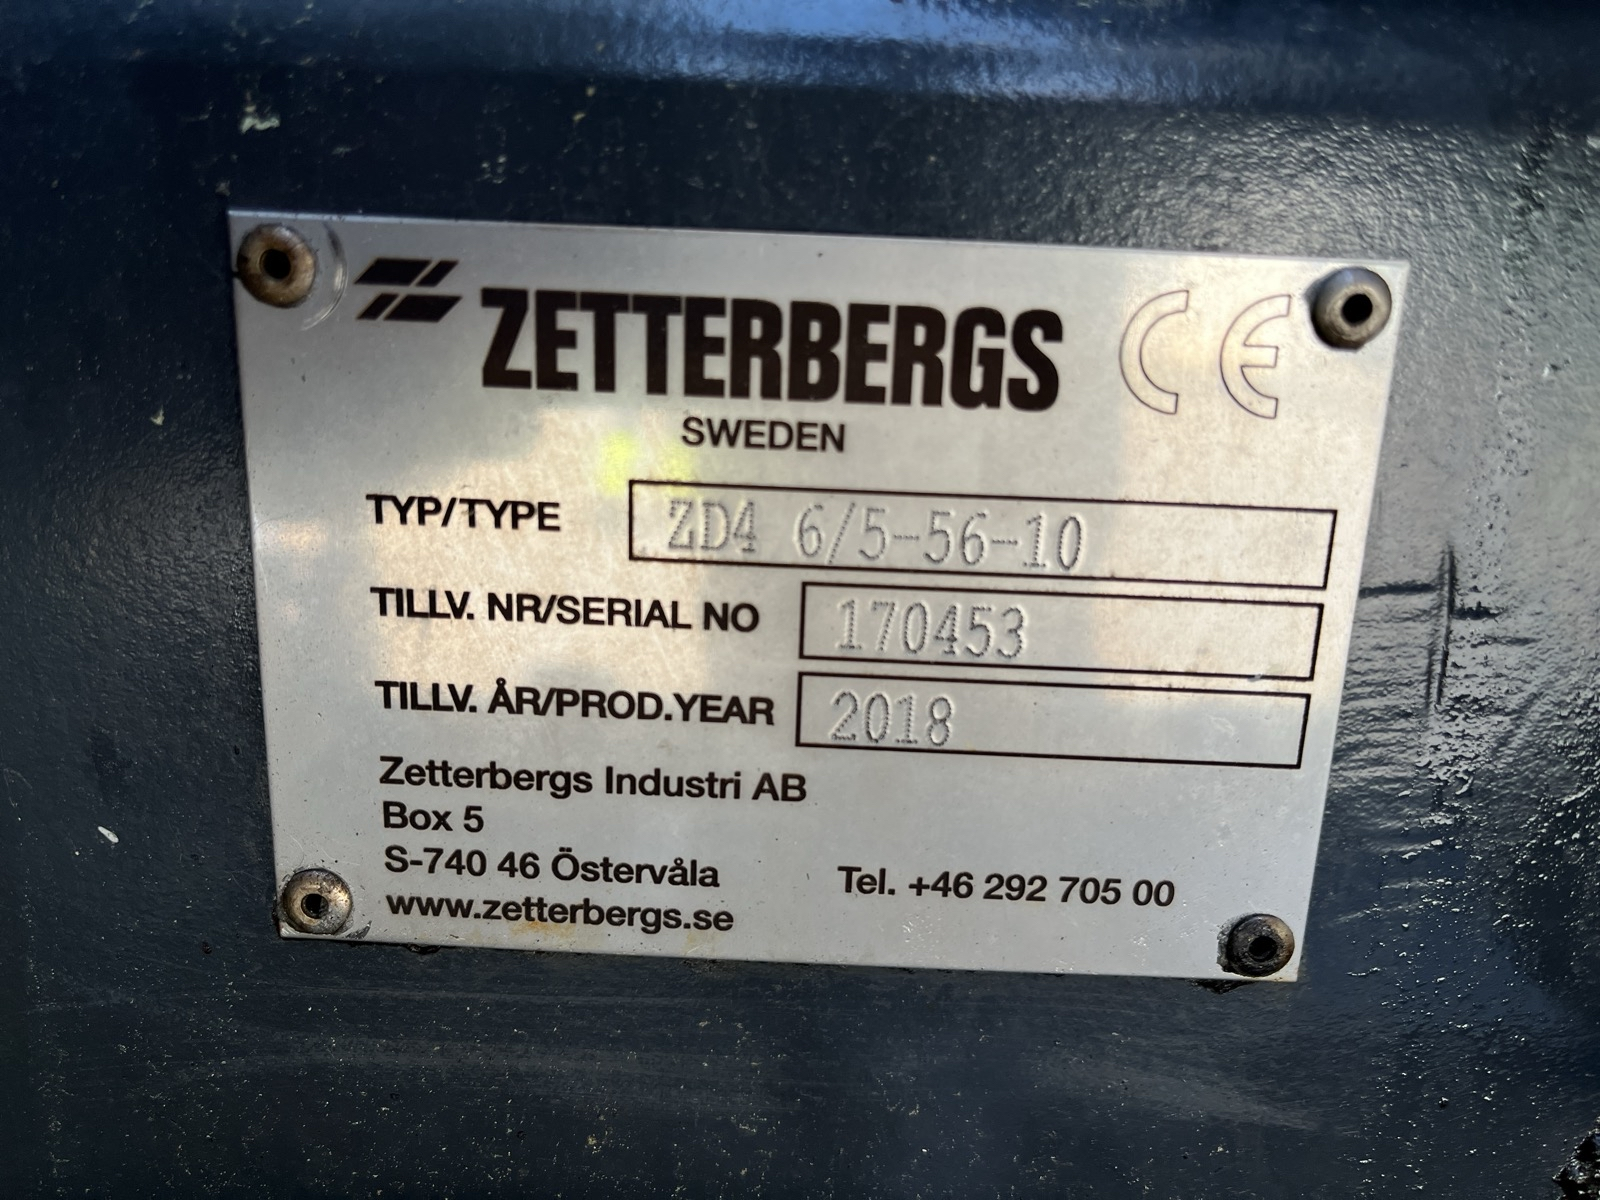 ZETTERBERGS
CE
SWEDEN
TYP/TYPE ZD4 6/5-56-10
TILLV. NR/SERIAL NO 170453
TILLV. ÅR/PROD.YEAR 2018
Zetterbergs Industri AB
Box 5
S-740 46 Östervåla
Tel. +46 292 705 00
www.zetterbergs.se